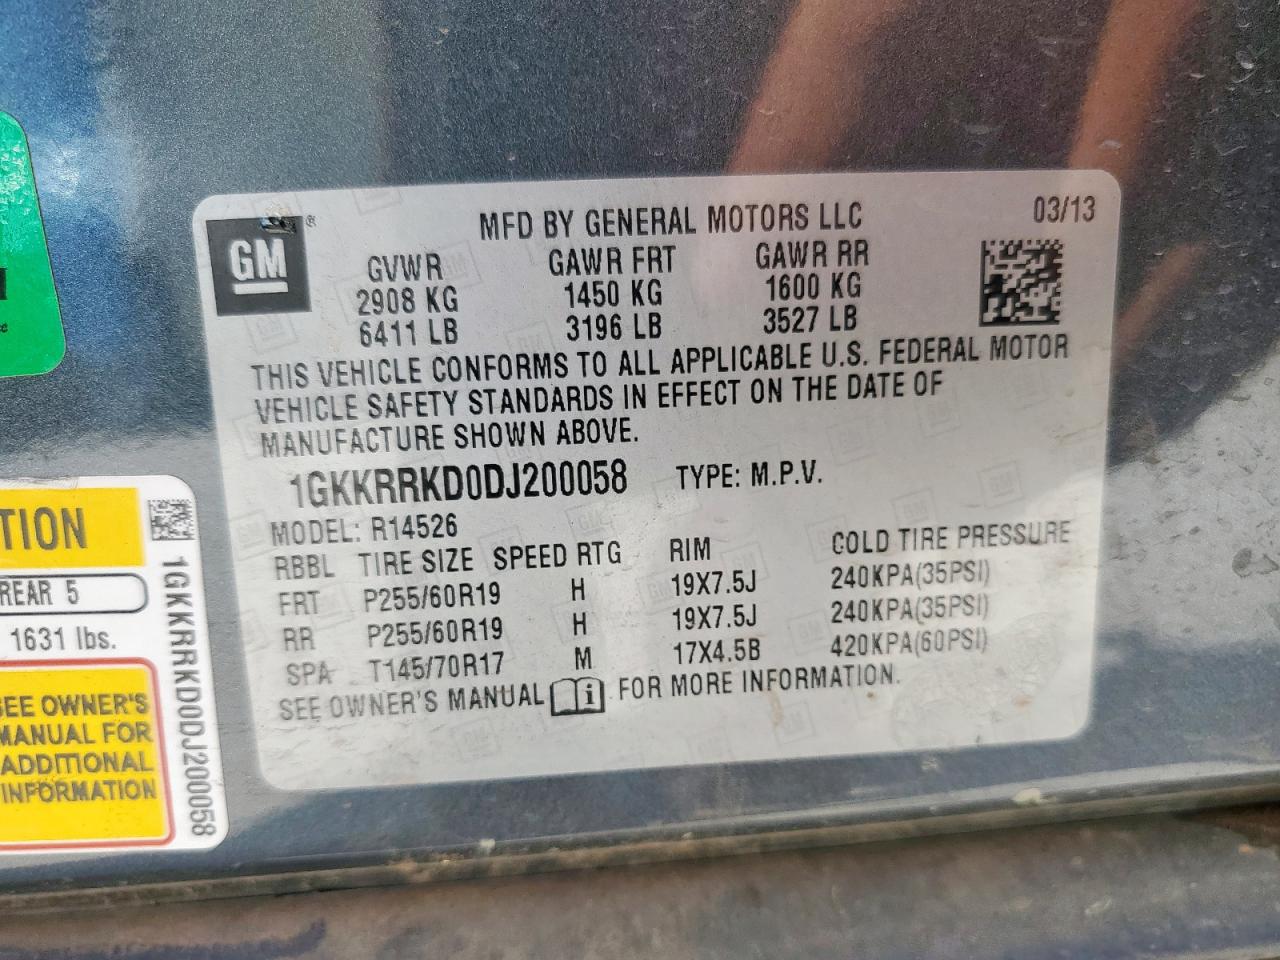 GM ®
MFD BY GENERAL MOTORS LLC
03/13
GVWR GAWR FRT GAWR RR
2908 KG 1450 KG 1600 KG
6411 LB 3196 LB 3527 LB
THIS VEHICLE CONFORMS TO ALL APPLICABLE U.S. FEDERAL MOTOR
VEHICLE SAFETY STANDARDS IN EFFECT ON THE DATE OF
MANUFACTURE SHOWN ABOVE.
1GKKRRKD0DJ200058 TYPE: M.P.V.
MODEL: R14526
RBBL TIRE SIZE SPEED RTG RIM COLD TIRE PRESSURE
FRT P255/60R19 H 19X7.5J 240KPA(35PSI)
RR P255/60R19 H 19X7.5J 240KPA(35PSI)
SPA T145/70R17 M 17X4.5B 420KPA(60PSI)
SEE OWNER'S MANUAL i FOR MORE INFORMATION.
TION
REAR 5
1631 lbs.
SEE OWNER'S
MANUAL FOR
ADDITIONAL
INFORMATION
1GKKRRKD0DJ200058